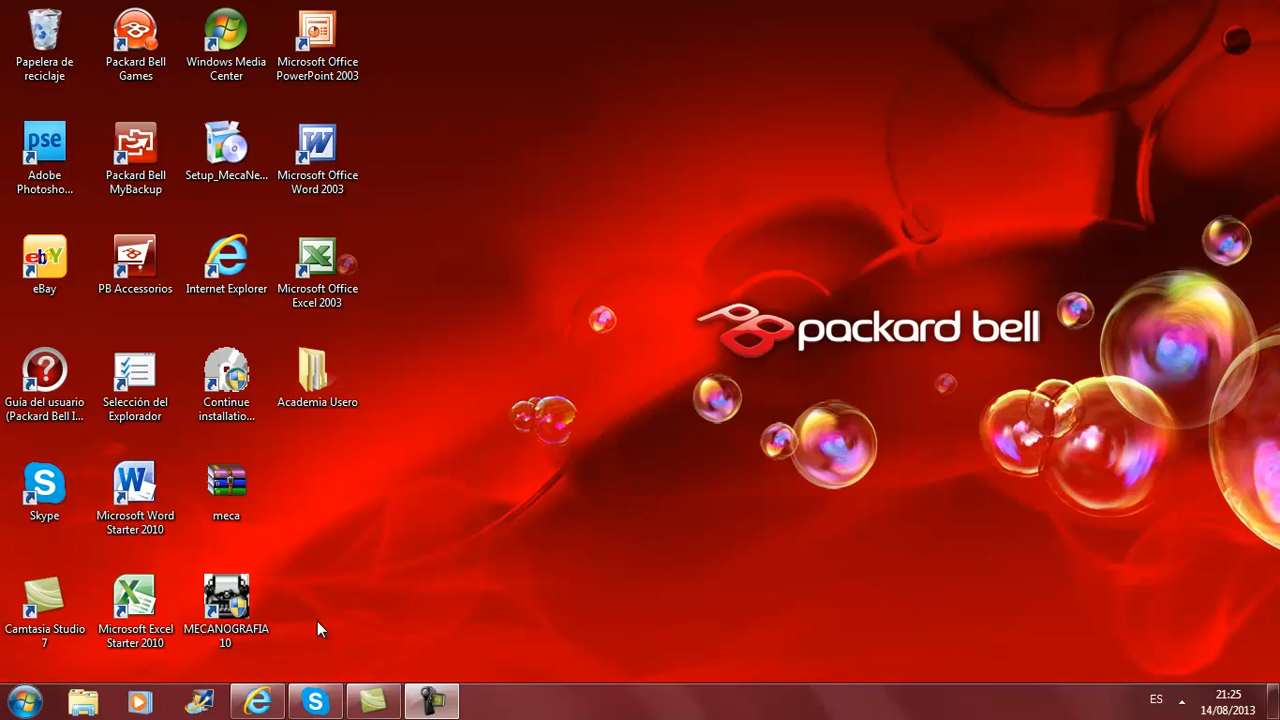 Papelera de
reciclaje
Packard Bell
Games
Windows Media
Center
Microsoft Office
PowerPoint 2003
pse
Adobe
Photosho...
Packard Bell
MyBackup
Setup_MecaNe...
Microsoft Office
Word 2003
ebY
eBay
PB Accessorios
Internet Explorer
Microsoft Office
Excel 2003
packard bell
Guía del usuario
(Packard Bell I...
Selección del
Explorador
Continue
installatio...
Academia Usero
Skype
Microsoft Word
Starter 2010
meca
Camtasia Studio
7
Microsoft Excel
Starter 2010
MECANOGRAFIA
10
ES
21:25
14/08/2013